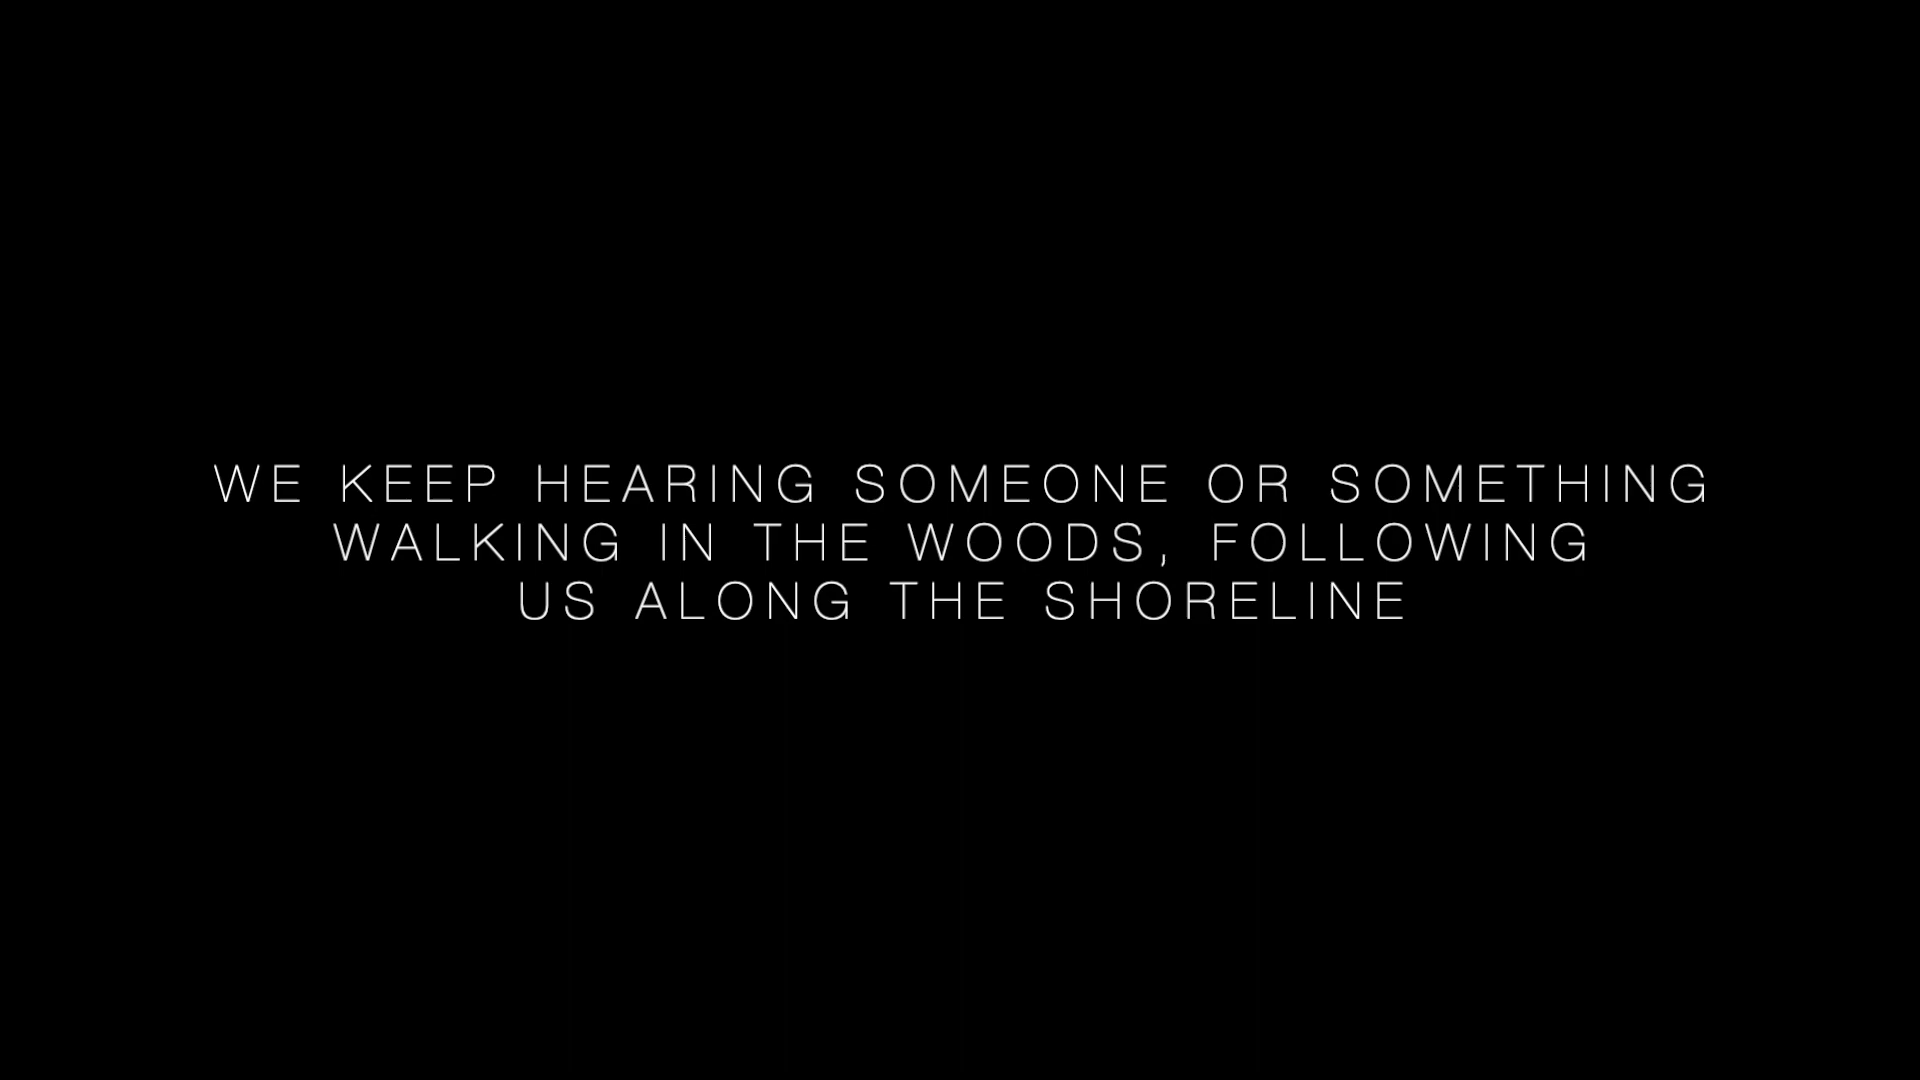 WE KEEP HEARING SOMEONE OR SOMETHING
WALKING IN THE WOODS, FOLLOWING
US ALONG THE SHORELINE